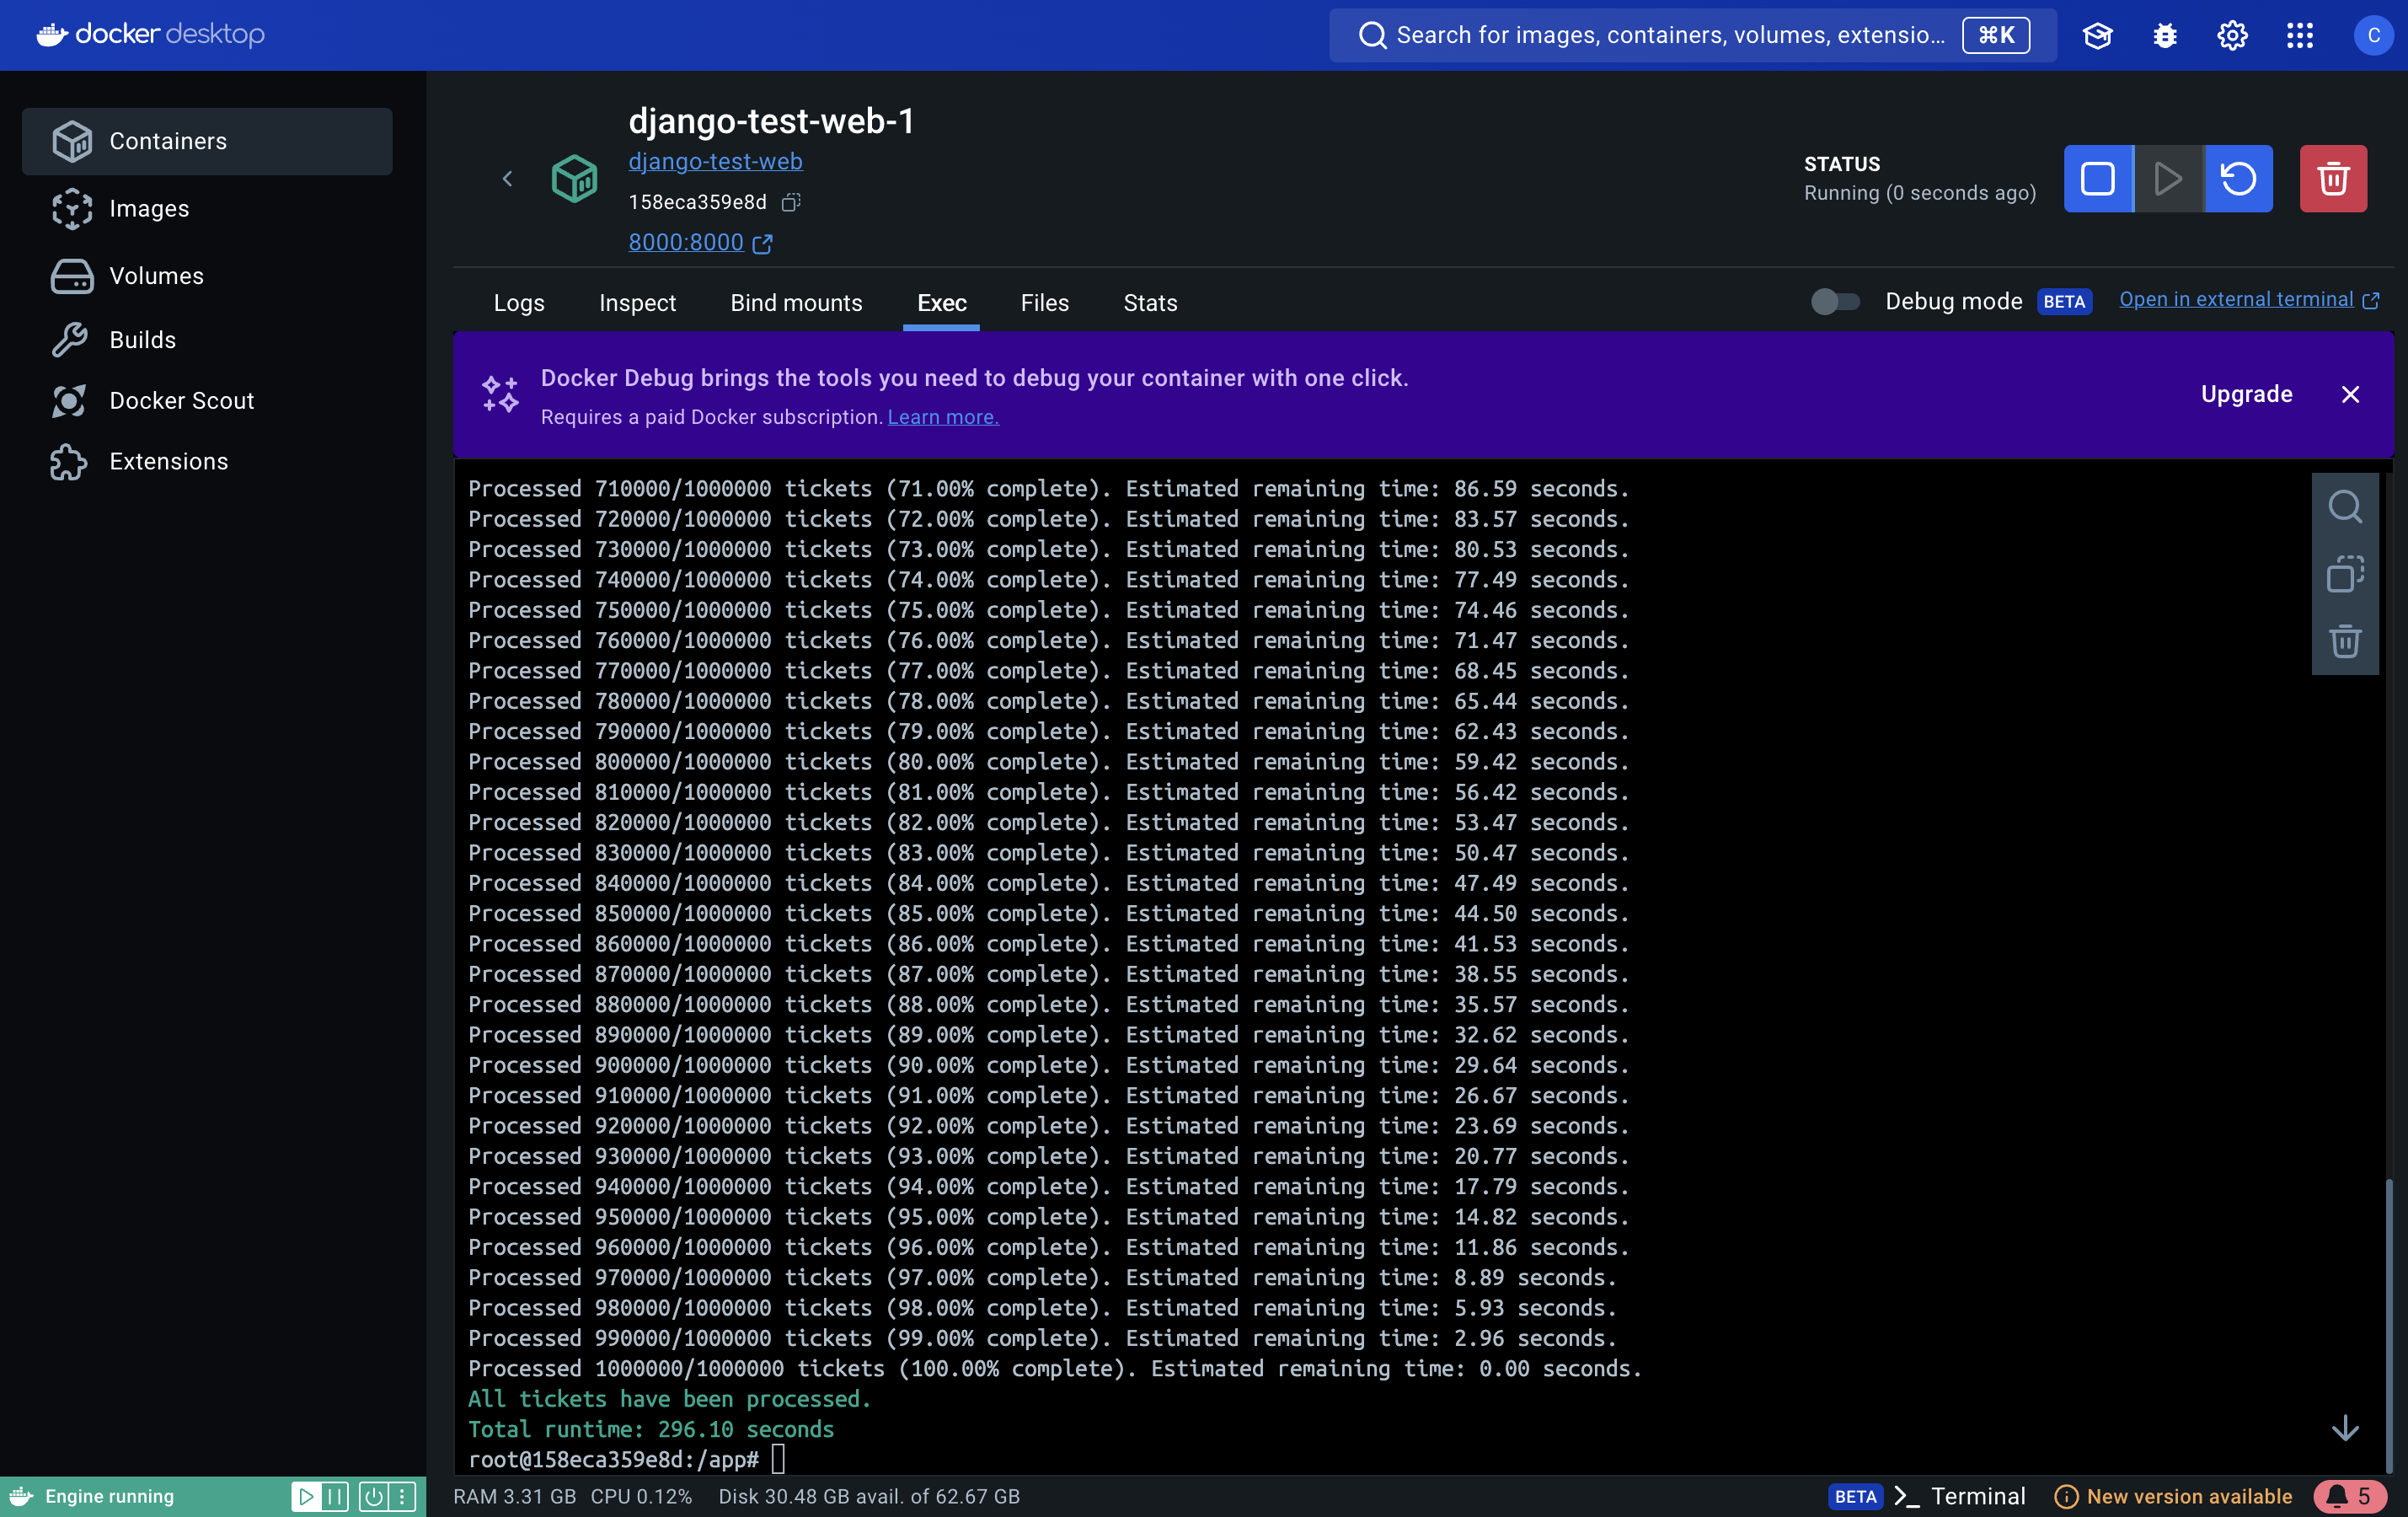 docker desktop
Search for images, containers, volumes, extensio... ⌘K
C
Containers
Images
Volumes
Builds
Docker Scout
Extensions
django-test-web-1
django-test-web
158eca359e8d
8000:8000
STATUS
Running (0 seconds ago)
Logs Inspect Bind mounts Exec Files Stats
Debug mode BETA Open in external terminal
Docker Debug brings the tools you need to debug your container with one click.
Requires a paid Docker subscription. Learn more.
Upgrade
Processed 710000/1000000 tickets (71.00% complete). Estimated remaining time: 86.59 seconds.
Processed 720000/1000000 tickets (72.00% complete). Estimated remaining time: 83.57 seconds.
Processed 730000/1000000 tickets (73.00% complete). Estimated remaining time: 80.53 seconds.
Processed 740000/1000000 tickets (74.00% complete). Estimated remaining time: 77.49 seconds.
Processed 750000/1000000 tickets (75.00% complete). Estimated remaining time: 74.46 seconds.
Processed 760000/1000000 tickets (76.00% complete). Estimated remaining time: 71.47 seconds.
Processed 770000/1000000 tickets (77.00% complete). Estimated remaining time: 68.45 seconds.
Processed 780000/1000000 tickets (78.00% complete). Estimated remaining time: 65.44 seconds.
Processed 790000/1000000 tickets (79.00% complete). Estimated remaining time: 62.43 seconds.
Processed 800000/1000000 tickets (80.00% complete). Estimated remaining time: 59.42 seconds.
Processed 810000/1000000 tickets (81.00% complete). Estimated remaining time: 56.42 seconds.
Processed 820000/1000000 tickets (82.00% complete). Estimated remaining time: 53.47 seconds.
Processed 830000/1000000 tickets (83.00% complete). Estimated remaining time: 50.47 seconds.
Processed 840000/1000000 tickets (84.00% complete). Estimated remaining time: 47.49 seconds.
Processed 850000/1000000 tickets (85.00% complete). Estimated remaining time: 44.50 seconds.
Processed 860000/1000000 tickets (86.00% complete). Estimated remaining time: 41.53 seconds.
Processed 870000/1000000 tickets (87.00% complete). Estimated remaining time: 38.55 seconds.
Processed 880000/1000000 tickets (88.00% complete). Estimated remaining time: 35.57 seconds.
Processed 890000/1000000 tickets (89.00% complete). Estimated remaining time: 32.62 seconds.
Processed 900000/1000000 tickets (90.00% complete). Estimated remaining time: 29.64 seconds.
Processed 910000/1000000 tickets (91.00% complete). Estimated remaining time: 26.67 seconds.
Processed 920000/1000000 tickets (92.00% complete). Estimated remaining time: 23.69 seconds.
Processed 930000/1000000 tickets (93.00% complete). Estimated remaining time: 20.77 seconds.
Processed 940000/1000000 tickets (94.00% complete). Estimated remaining time: 17.79 seconds.
Processed 950000/1000000 tickets (95.00% complete). Estimated remaining time: 14.82 seconds.
Processed 960000/1000000 tickets (96.00% complete). Estimated remaining time: 11.86 seconds.
Processed 970000/1000000 tickets (97.00% complete). Estimated remaining time: 8.89 seconds.
Processed 980000/1000000 tickets (98.00% complete). Estimated remaining time: 5.93 seconds.
Processed 990000/1000000 tickets (99.00% complete). Estimated remaining time: 2.96 seconds.
Processed 1000000/1000000 tickets (100.00% complete). Estimated remaining time: 0.00 seconds.
All tickets have been processed.
Total runtime: 296.10 seconds
root@158eca359e8d:/app#
Engine running
RAM 3.31 GB CPU 0.12% Disk 30.48 GB avail. of 62.67 GB
BETA >_ Terminal New version available 5